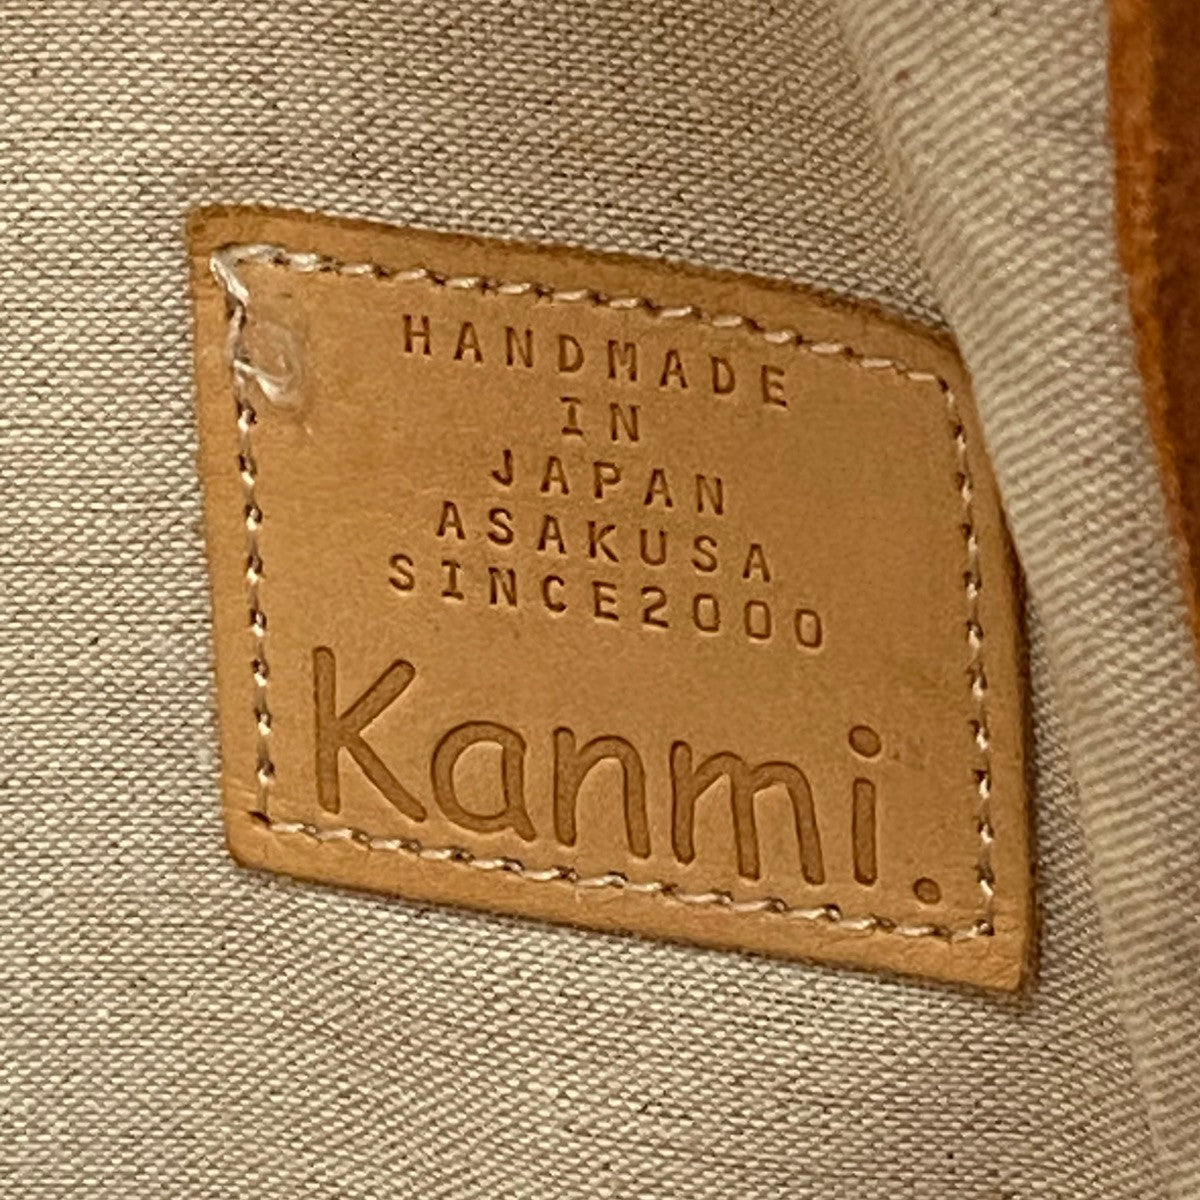 HANDMADE
IN
JAPAN
ASAKUSA
SINCE2000
Kanmi.